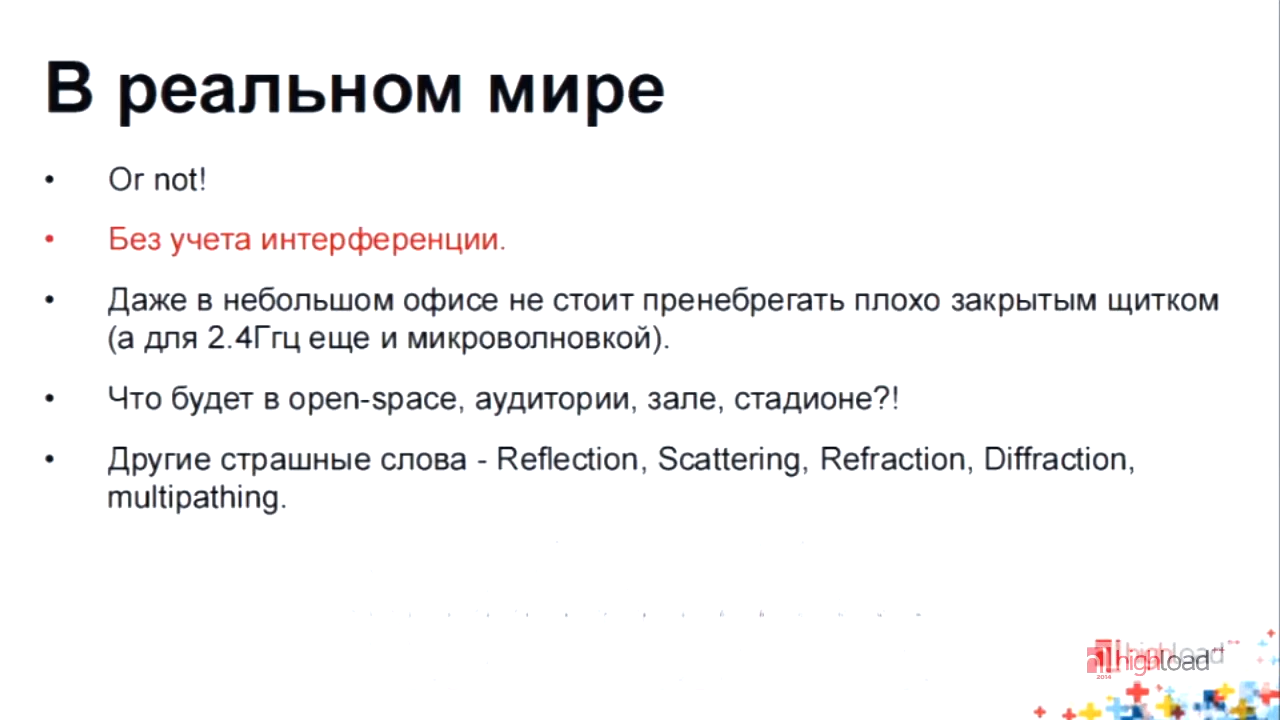 В реальном мире
• Or not!
• Без учета интерференции.
• Даже в небольшом офисе не стоит пренебрегать плохо закрытым щитком
(а для 2.4Ггц еще и микроволновкой).
• Что будет в open-space, аудитории, зале, стадионе?!
• Другие страшные слова - Reflection, Scattering, Refraction, Diffraction,
multipathing.
highload++
2014